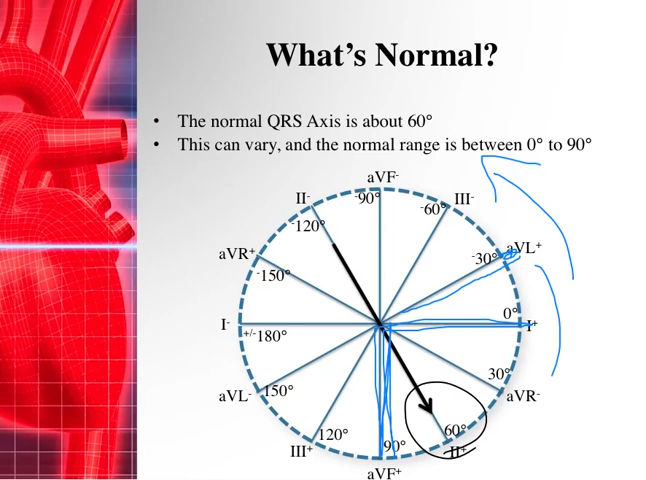 What's Normal?
• The normal QRS Axis is about 60°
• This can vary, and the normal range is between 0° to 90°
aVF-
II-
-90°
III-
-120°
-60°
aVR+
aVL+
-150°
-30°
I-
0°
I+
+/-180°
30°
aVL-
150°
aVR-
120°
60°
III+
90°
II+
aVF+